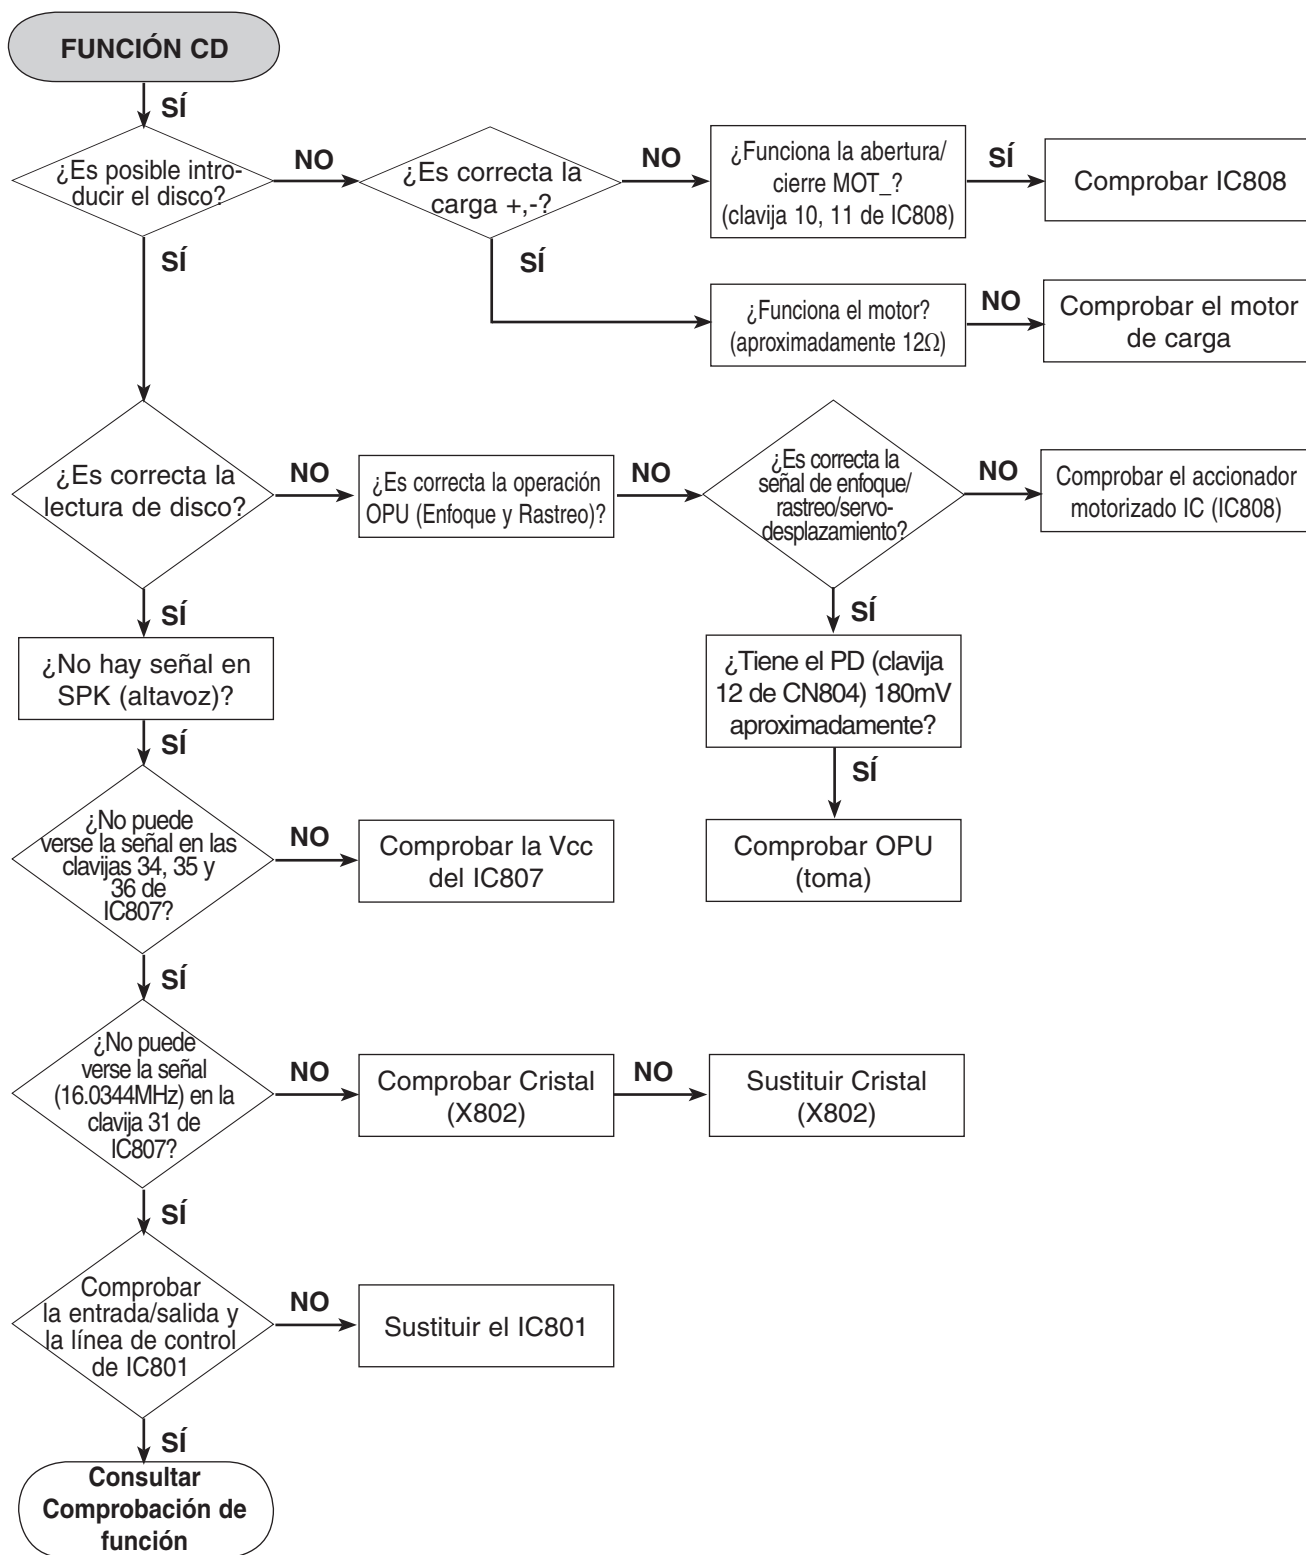 FUNCIÓN CD
SÍ
¿Es posible intro-
ducir el disco?
NO
¿Es correcta la
carga +,-?
NO
¿Funciona la abertura/
cierre MOT_?
(clavija 10, 11 de IC808)
SÍ
Comprobar IC808
SÍ
SÍ
¿Funciona el motor?
(aproximadamente 12Ω)
NO
Comprobar el motor
de carga
¿Es correcta la
lectura de disco?
NO
¿Es correcta la operación
OPU (Enfoque y Rastreo)?
NO
¿Es correcta la
señal de enfoque/
rastreo/servo-
desplazamiento?
NO
Comprobar el accionador
motorizado IC (IC808)
SÍ
SÍ
¿No hay señal en
SPK (altavoz)?
¿Tiene el PD (clavija
12 de CN804) 180mV
aproximadamente?
SÍ
SÍ
¿No puede
verse la señal en las
clavijas 34, 35 y
36 de
IC807?
NO
Comprobar la Vcc
del IC807
Comprobar OPU
(toma)
SÍ
¿No puede
verse la señal
(16.0344MHz) en la
clavija 31 de
IC807?
NO
Comprobar Cristal
(X802)
NO
Sustituir Cristal
(X802)
SÍ
Comprobar
la entrada/salida y
la línea de control
de IC801
NO
Sustituir el IC801
SÍ
Consultar
Comprobación de
función